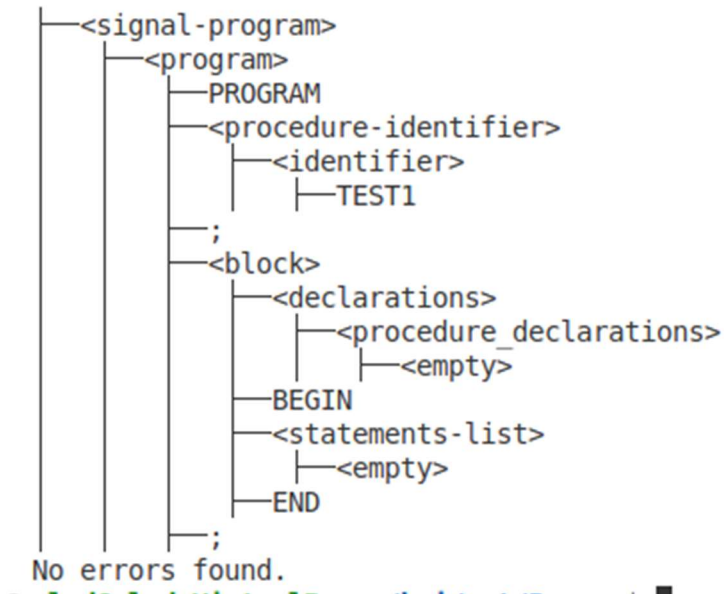 <signal-program>
<program>
PROGRAM
<procedure-identifier>
<identifier>
TEST1
;
<block>
<declarations>
<procedure_declarations>
<empty>
BEGIN
<statements-list>
<empty>
END
;
No errors found.